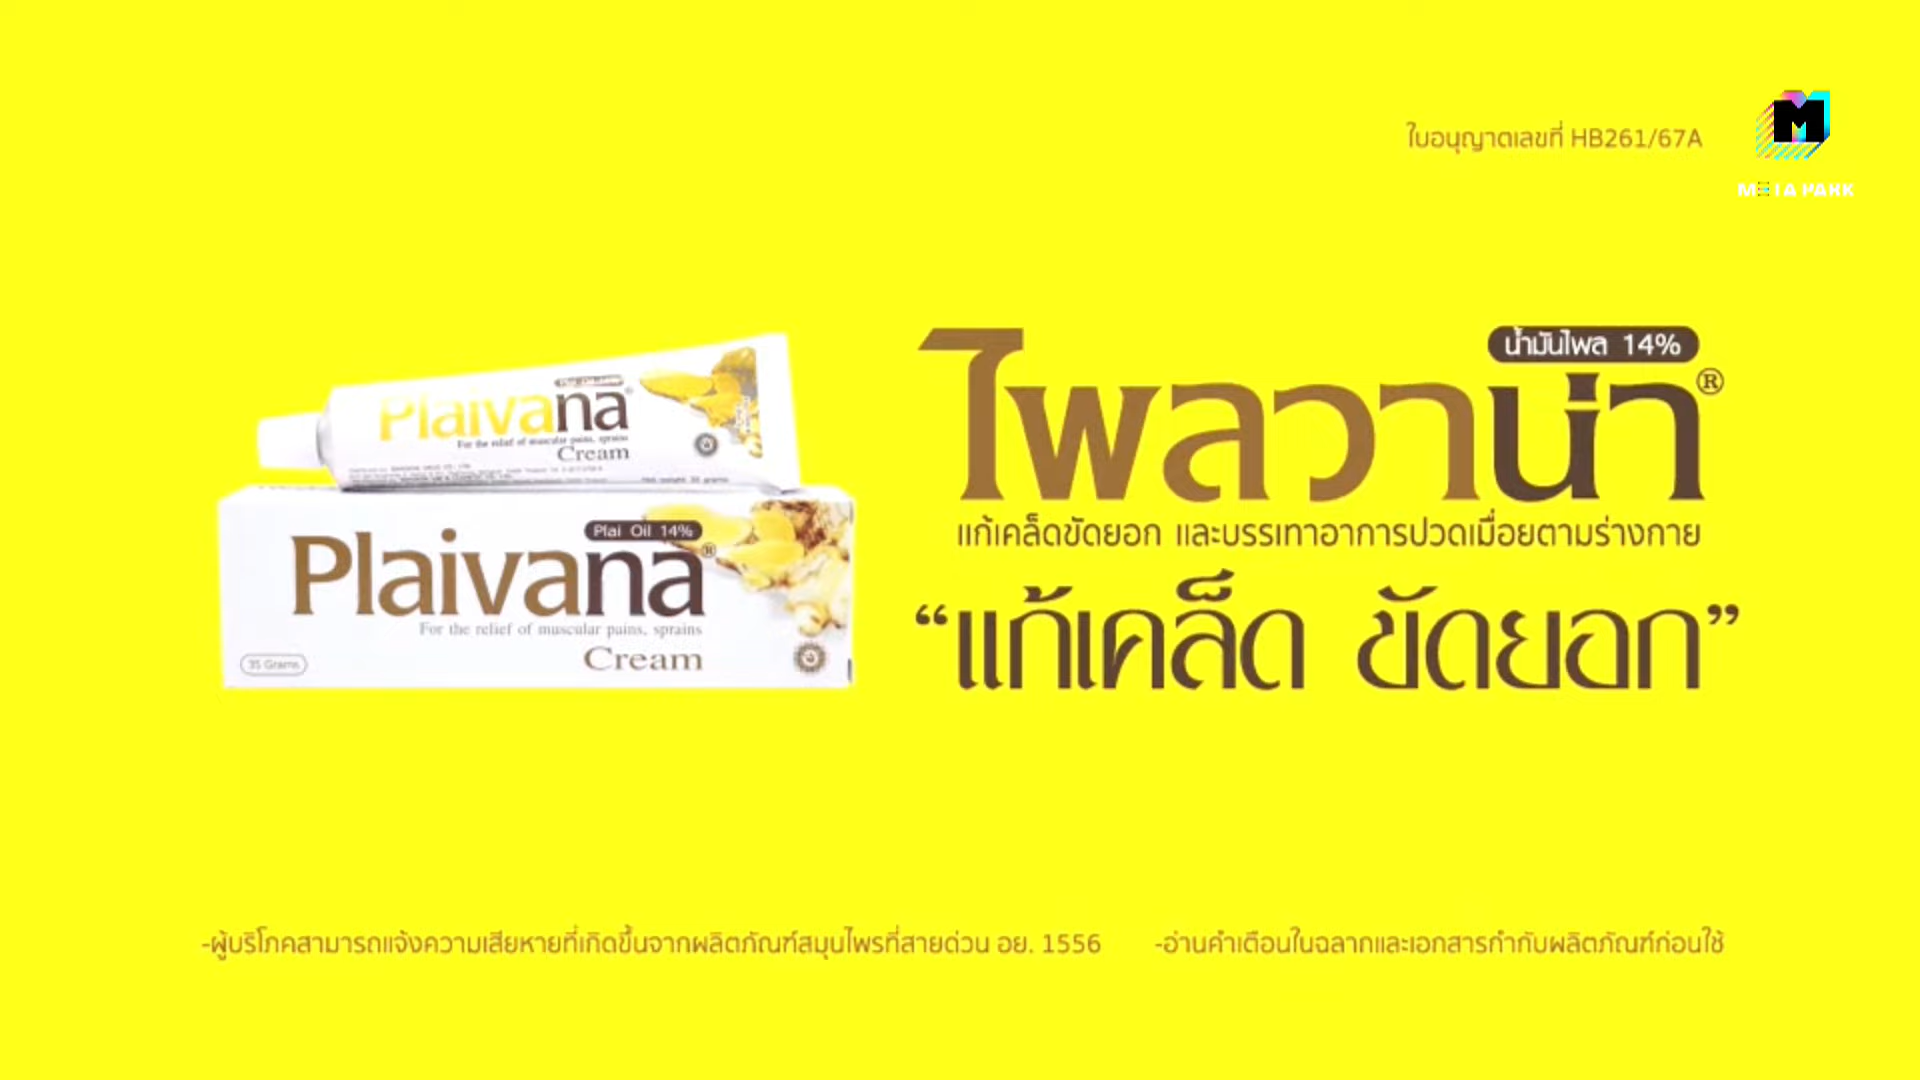 ใบอนุญาตเลขที่ HB261/67A
META PARK
น้ำมันไพล 14%
ไพลวาน่า®
แก้เคล็ดขัดยอก และบรรเทาอาการปวดเมื่อยตามร่างกาย
“แก้เคล็ด ขัดยอก”
Plaivana
For the relief of muscular pains, sprains
Cream
Plai Oil 14%
Plaivana®
For the relief of muscular pains, sprains
Cream
35 Grams
-ผู้บริโภคสามารถแจ้งความเสียหายที่เกิดขึ้นจากผลิตภัณฑ์สมุนไพรที่สายด่วน อย. 1556
-อ่านคำเตือนในฉลากและเอกสารกำกับผลิตภัณฑ์ก่อนใช้